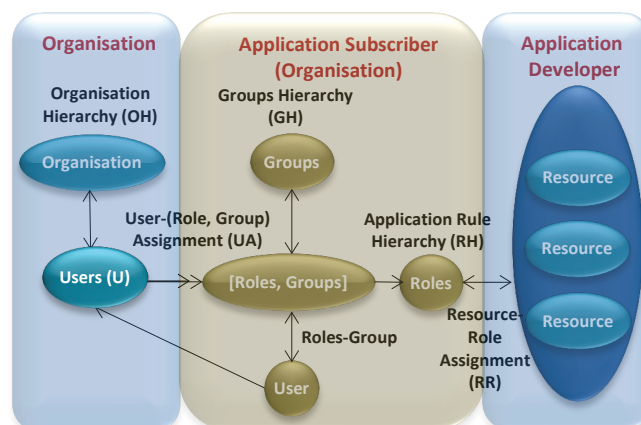 Organisation
Application Subscriber
(Organisation)
Application
Developer
Organisation
Hierarchy (OH)
Groups Hierarchy
(GH)
Organisation
Groups
Resource
User-(Role, Group)
Assignment (UA)
Application Rule
Hierarchy (RH)
Resource
Users (U)
[Roles, Groups]
Roles
Roles-Group
Resource-
Role
Assignment
(RR)
Resource
User